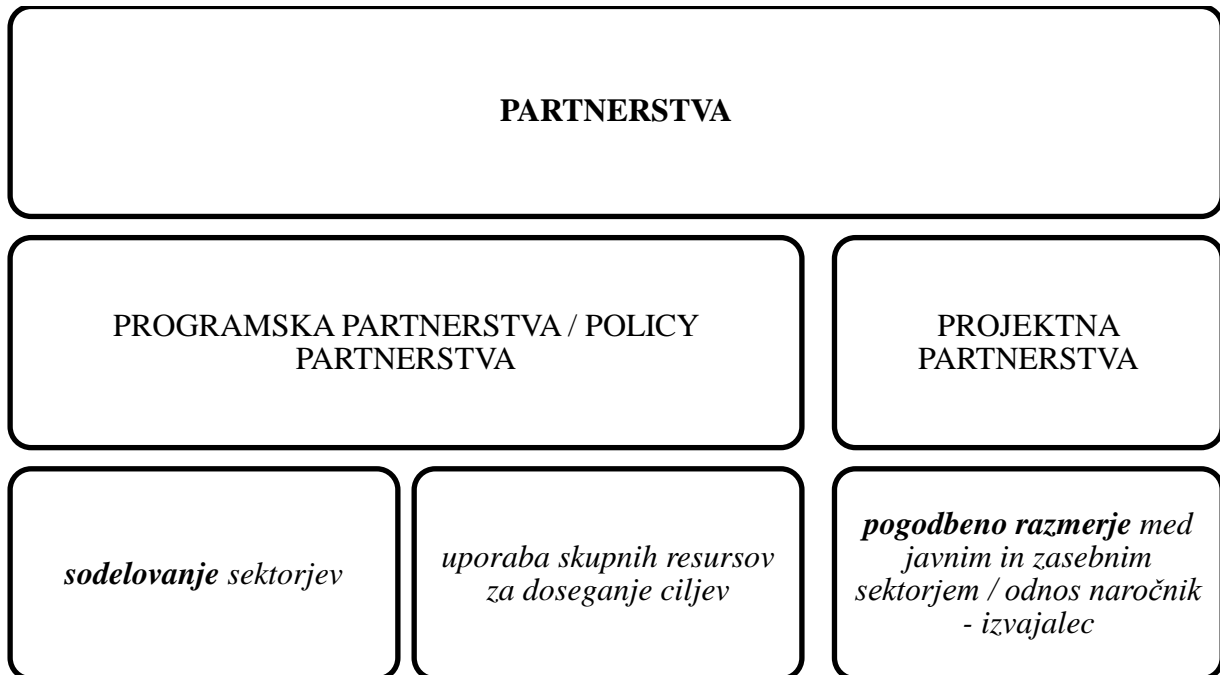 PARTNERSTVA
PROGRAMSKA PARTNERSTVA / POLICY
PARTNERSTVA
PROJEKTNA
PARTNERSTVA
sodelovanje sektorjev
uporaba skupnih resursov
za doseganje ciljev
pogodbeno razmerje med
javnim in zasebnim
sektorjem / odnos naročnik
- izvajalec